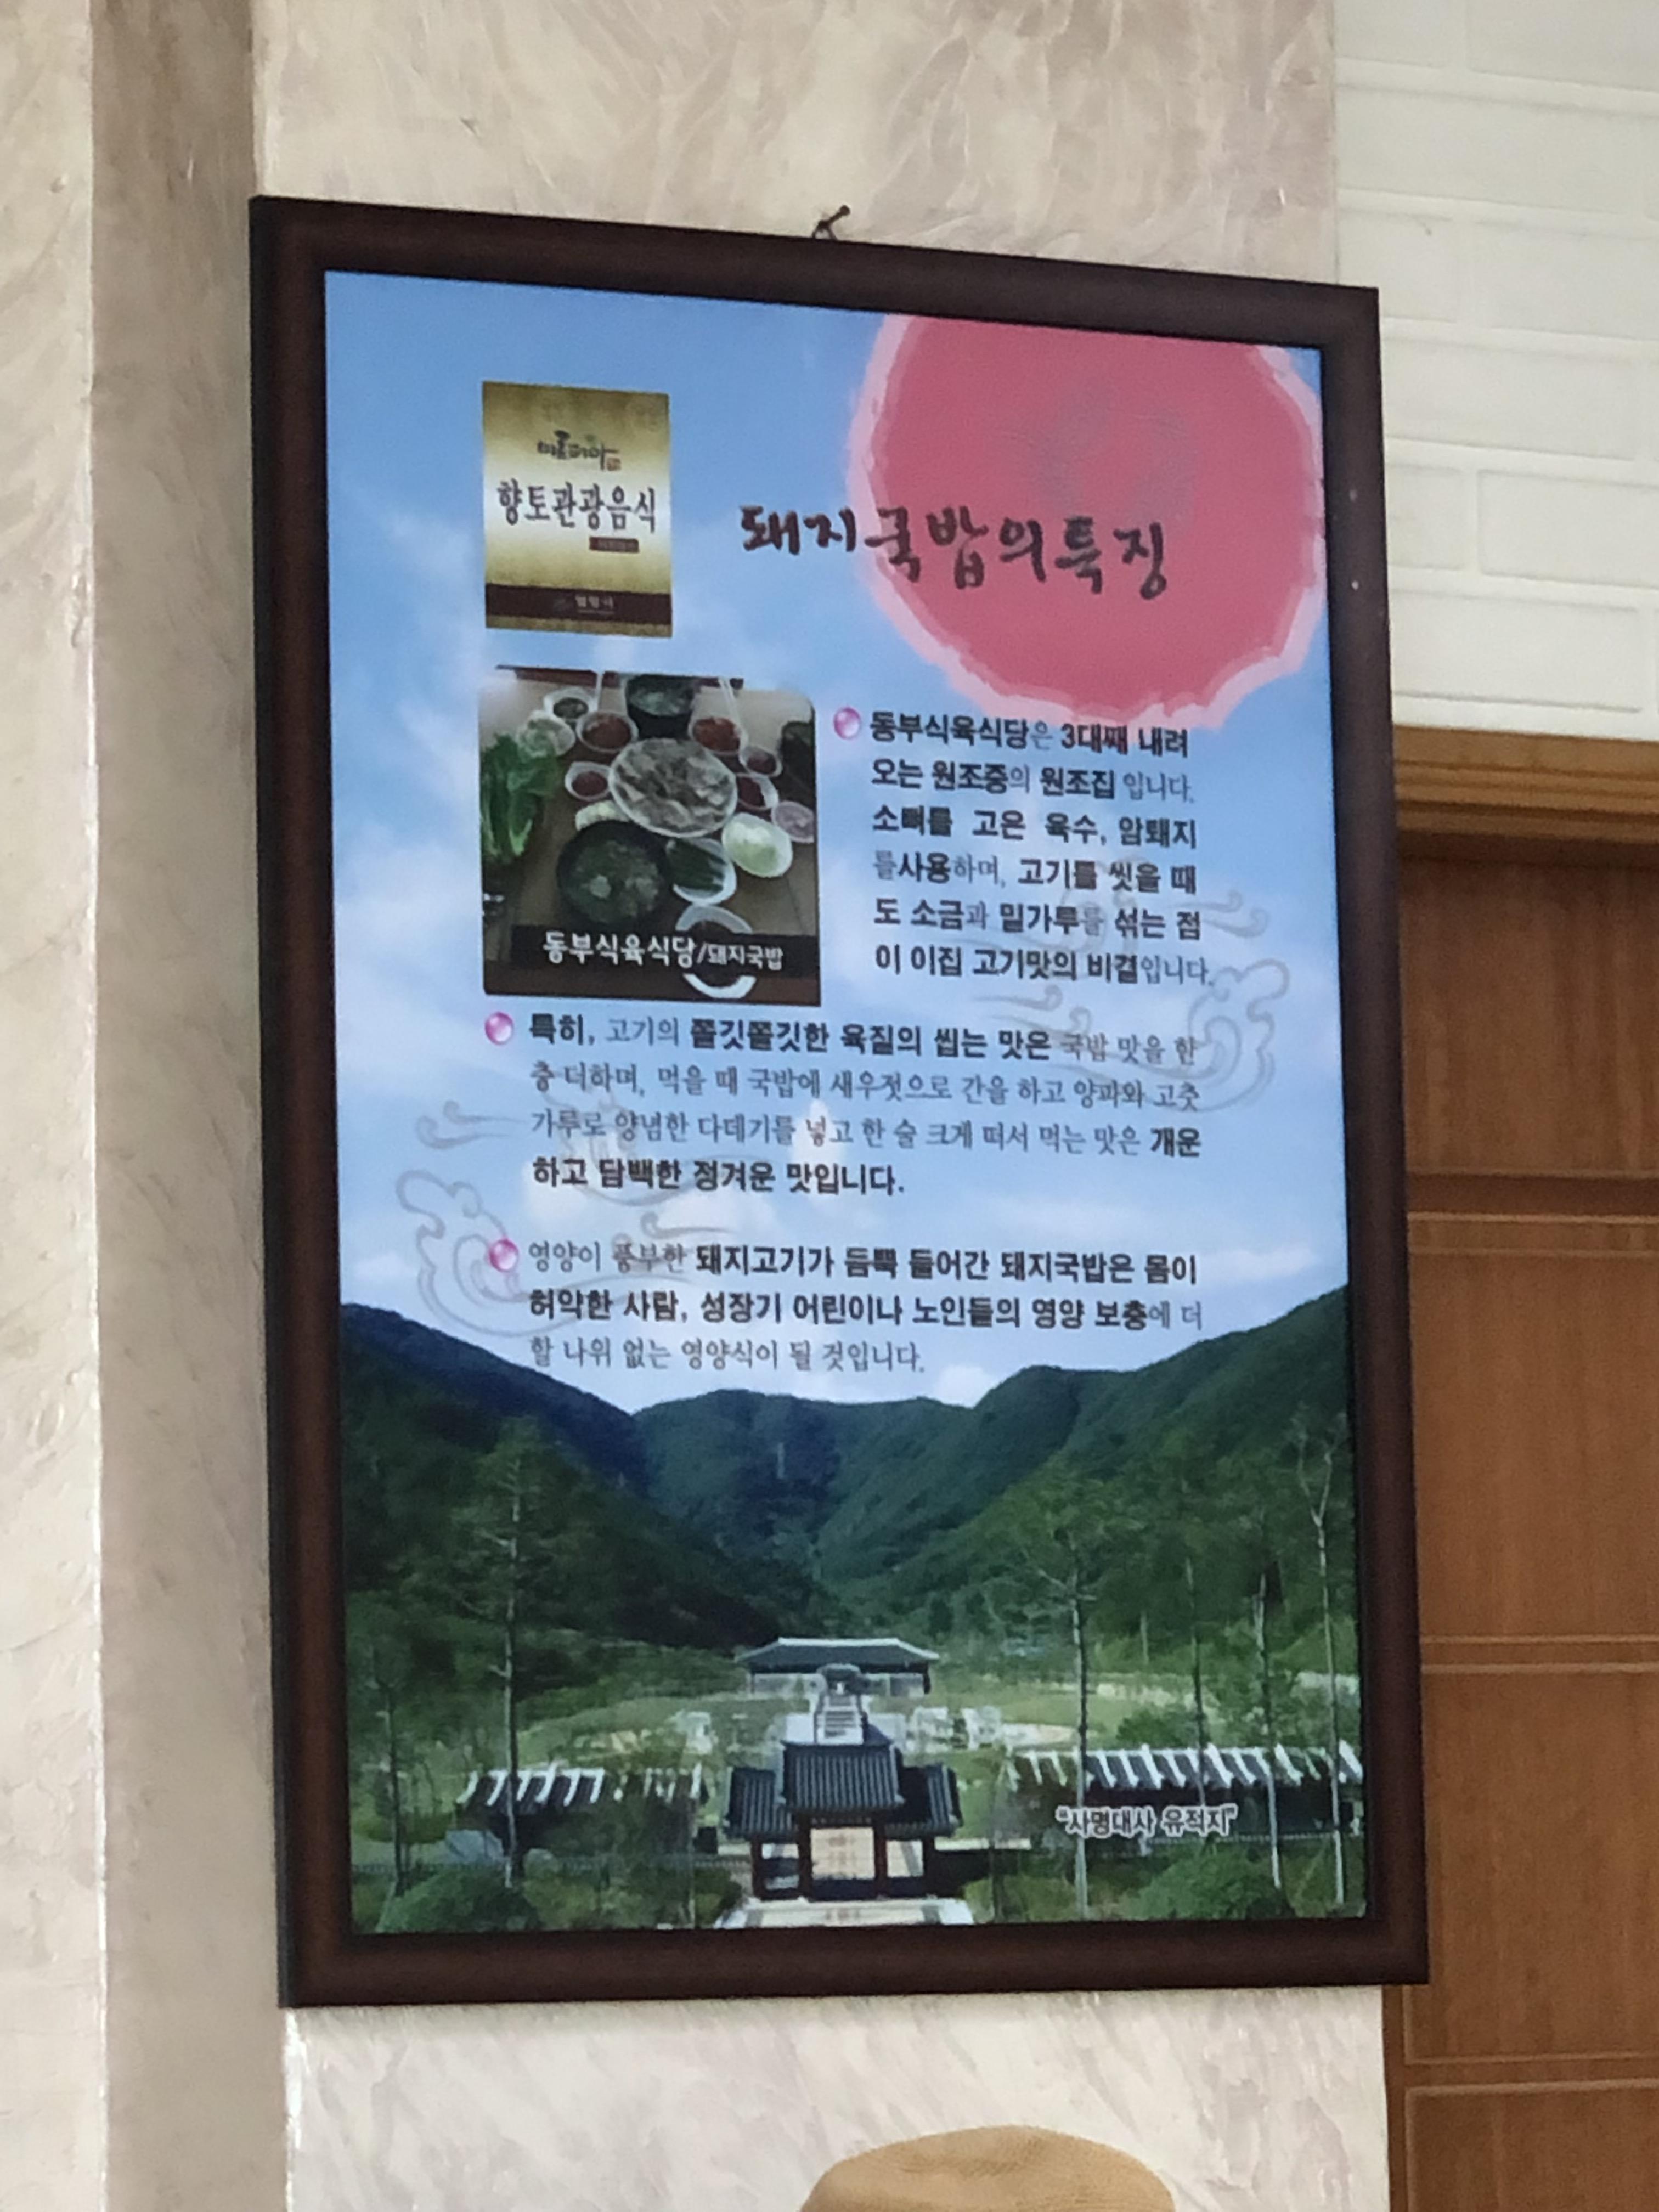 향토관광음식
밀양시
돼지국밥의특징
동부식육식당/돼지국밥
동부식육식당은 3대째 내려
오는 원조중의 원조집 입니다.
소뼈를 고은 육수, 암퇘지
를사용하며, 고기를 씻을 때
도 소금과 밀가루를 섞는 점
이 이집 고기맛의 비결입니다.
특히, 고기의 쫄깃쫄깃한 육질의 씹는 맛은 국밥 맛을 한
층 더하며, 먹을 때 국밥에 새우젓으로 간을 하고 양파와 고춧
가루로 양념한 다데기를 넣고 한 술 크게 떠서 먹는 맛은 개운
하고 담백한 정겨운 맛입니다.
영양이 풍부한 돼지고기가 듬뿍 들어간 돼지국밥은 몸이
허약한 사람, 성장기 어린이나 노인들의 영양 보충에 더
할 나위 없는 영양식이 될 것입니다.
"사명대사 유적지"